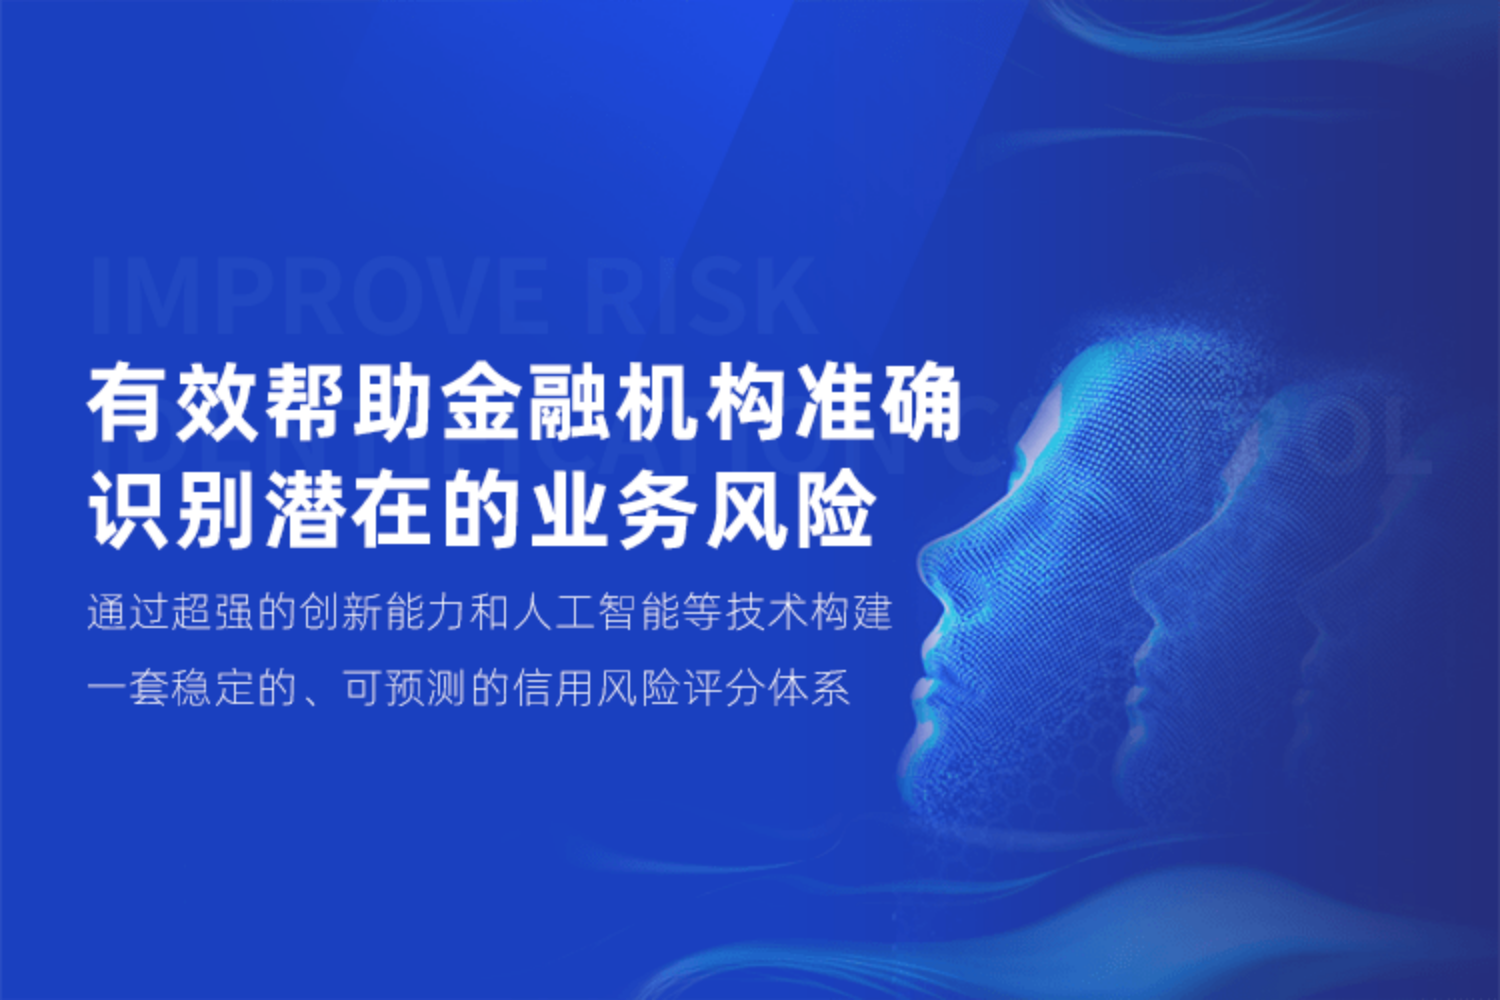 IMPROVE RISK
有效帮助金融机构准确
IDENTIFICATION CONTROL
识别潜在的业务风险
通过超强的创新能力和人工智能等技术构建
一套稳定的、可预测的信用风险评分体系